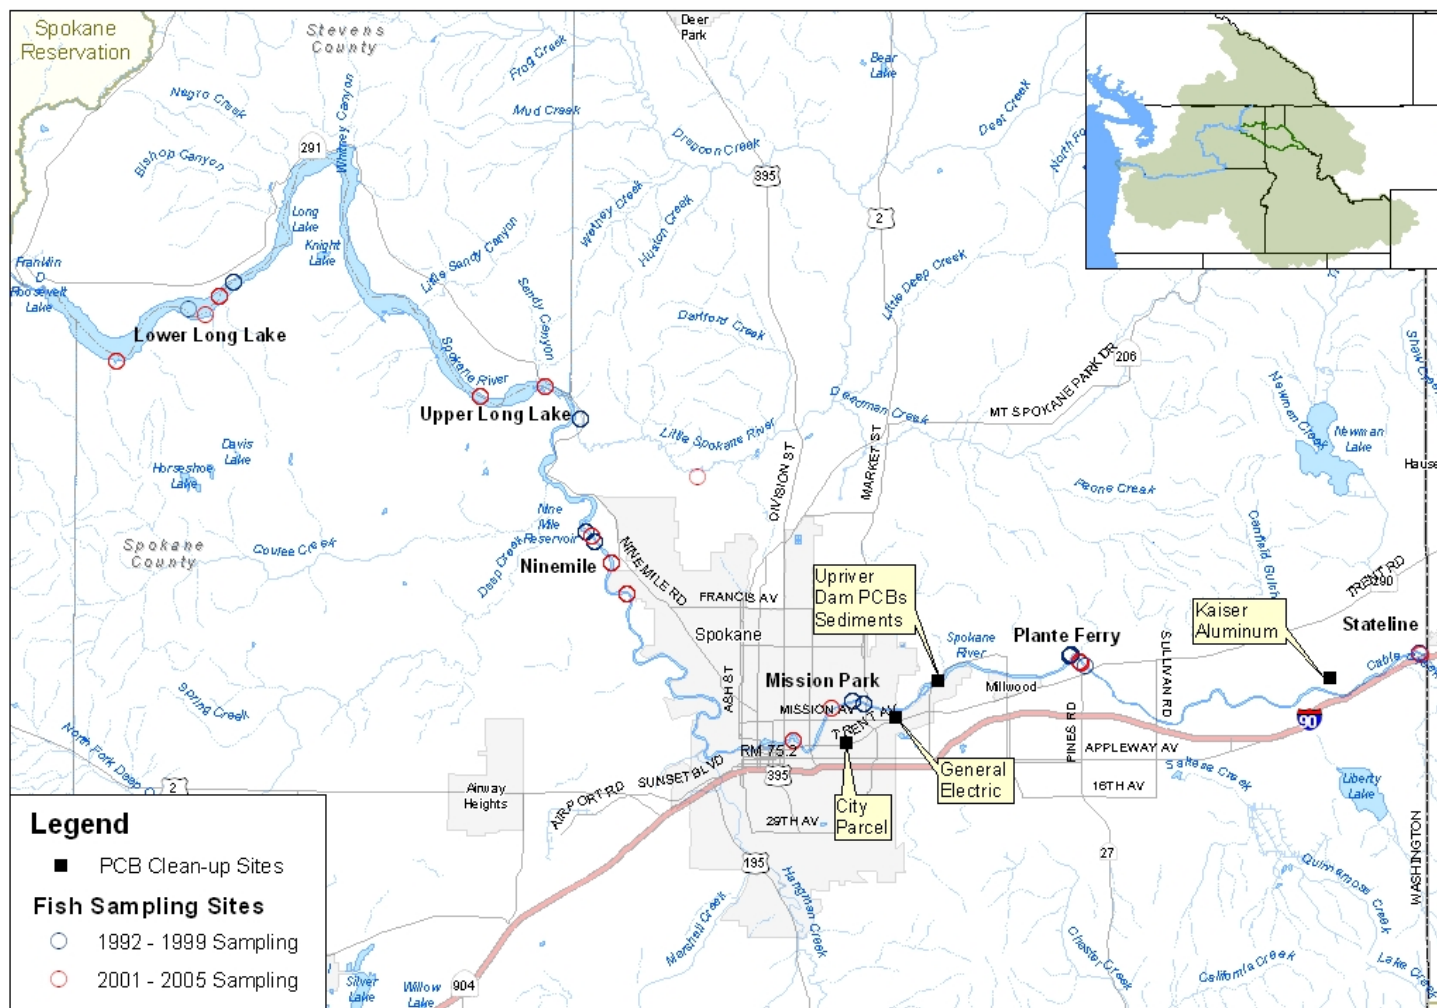 Spokane
Reservation
Stevens
County
Deer
Park
Frog Creek
Bear
Lake
Negro Creek
Whitney Canyon
Mud Creek
Deer Creek
Dragoon Creek
291
Bishop Canyon
395
2
Long
Lake
Knight
Lake
Wethey Creek
Huston Creek
Little Sandy Canyon
Sandy Canyon
Little Deep Creek
Franklin
D
Roosevelt
Lake
Lower Long Lake
Dartford Creek
MT SPOKANE PARK DR
206
Spokane River
Upper Long Lake
Deadman Creek
Little Spokane River
DIVISION ST
MARKET ST
Newman Creek
Newman
Lake
Davis
Lake
Horseshoe
Lake
Peone Creek
Nine
Mile
Reservoir
Spokane
County
Coulee Creek
Deep Creek
Ninemile
NINEMILE RD
FRANCIS AV
Spokane
Upriver
Dam PCBs
Sediments
Spokane
River
Plante Ferry
Kaiser
Aluminum
TRENT RD
290
Stateline
SULLIVAN RD
Mission Park
MISSION AV
TRENT AV
Millwood
ASH ST
RM 75.2
90
PINES RD
APPLEWAY AV
Spring Creek
2
Airway
Heights
AIRPORT RD
SUNSET BLVD
395
General
Electric
16TH AV
Saltese Creek
Liberty
Lake
City
Parcel
29TH AV
195
27
WASHINGTON
Quinnamose Creek
Hangman Creek
Marshall Creek
Chester Creek
California Creek
Lake Creek
904
Silver
Lake
Willow
Lake
Legend
PCB Clean-up Sites
Fish Sampling Sites
1992 - 1999 Sampling
2001 - 2005 Sampling